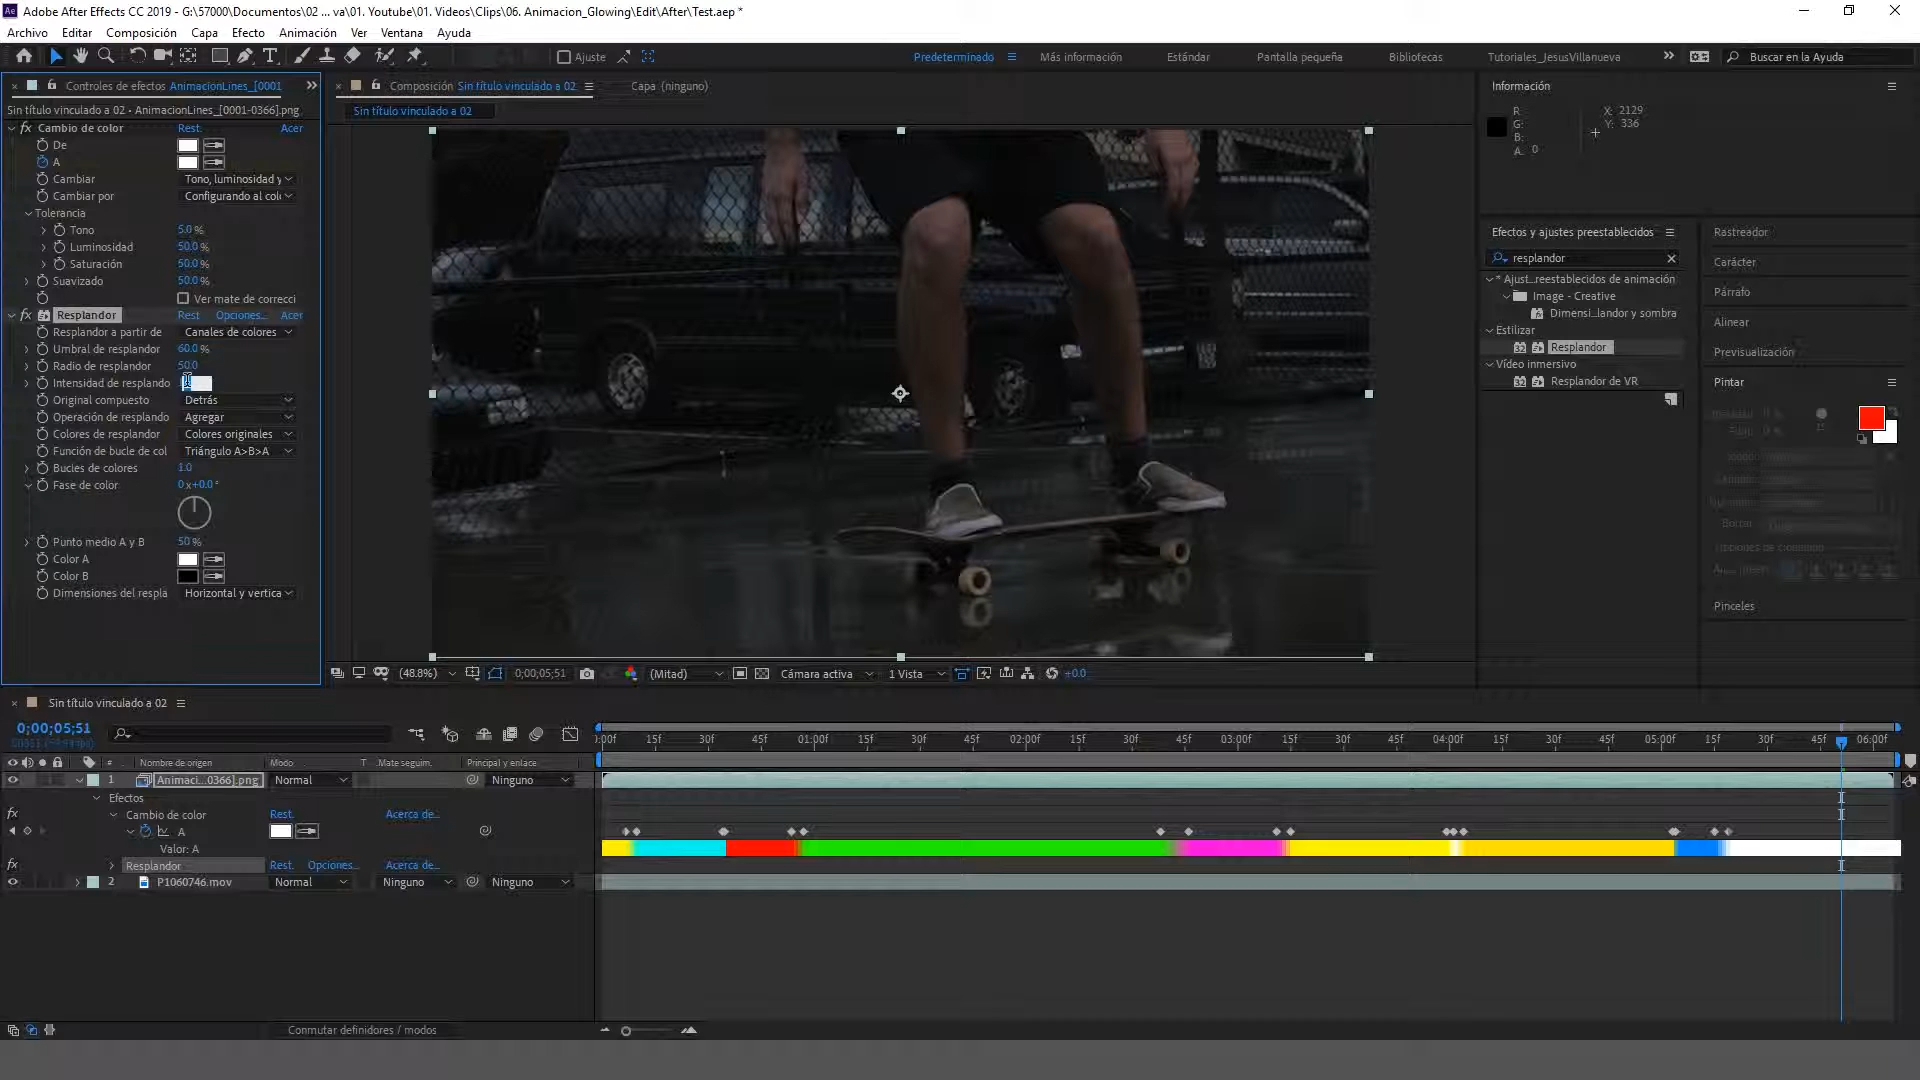 Adobe After Effects CC 2019 - G:\57000\Documentos\02 ... va\01. Youtube\01. Videos\Clips\06. Animacion_Glowing\Edit\After\Test.aep *
Archivo Editar Composición Capa Efecto Animación Ver Ventana Ayuda
Ajuste Predeterminado Más información Estándar Pantalla pequeña Bibliotecas Tutoriales_JesusVillanueva Buscar en la Ayuda
Controles de efectos AnimacionLines_[0001
Sin título vinculado a 02 - AnimacionLines_[0001-0366].png
Cambio de color Rest. Acer
De
A
Cambiar Tono, luminosidad y
Cambiar por Configurando al col
Tolerancia
Tono 5.0 %
Luminosidad 50.0 %
Saturación 50.0 %
Suavizado 50.0 %
Ver mate de correcci
Resplandor Rest Opciones... Acer
Resplandor a partir de Canales de colores
Umbral de resplandor 60.0 %
Radio de resplandor 50.0
Intensidad de resplando
Original compuesto Detrás
Operación de resplando Agregar
Colores de resplandor Colores originales
Función de bucle de col Triángulo A>B>A
Bucles de colores 1.0
Fase de color 0 x+0.0 °
Punto medio A y B 50 %
Color A
Color B
Dimensiones del respla Horizontal y vertica
Composición Sin título vinculado a 02 Capa (ninguno)
Sin título vinculado a 02
(48.8%) 0;00;05;51 (Mitad) Cámara activa 1 Vista +0.0
Información
R:
G:
B:
A: 0
X: 2129
Y: 336
Efectos y ajustes preestablecidos
resplandor
* Ajust...reestablecidos de animación
Image - Creative
Dimensi...landor y sombra
Estilizar
Resplandor
Vídeo inmersivo
Resplandor de VR
Rastreador
Carácter
Párrafo
Alinear
Previsualización
Pintar
Pinceles
Sin título vinculado a 02
0;00;05;51
Nombre de origen Modo T Mate seguim. Principal y enlace
1 [Animaci...0366].png Normal Ninguno
Efectos
Cambio de color Rest. Acerca de...
A
Valor: A
Resplandor Rest. Opciones... Acerca de...
2 P1060746.mov Normal Ninguno Ninguno
):00f 15f 30f 45f 01:00f 15f 30f 45f 02:00f 15f 30f 45f 03:00f 15f 30f 45f 04:00f 15f 30f 45f 05:00f 15f 30f 45f 06:00f
Conmutar definidores / modos